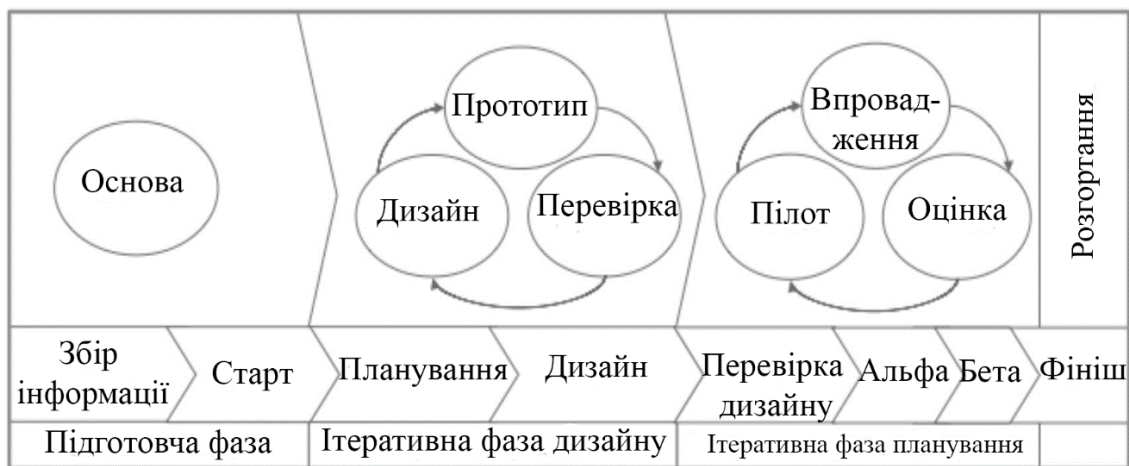 Основа
Прототип
Дизайн
Перевірка
Впровад-
ження
Пілот
Оцінка
Розгортання
Збір
інформації
Старт
Планування
Дизайн
Перевірка
дизайну
Альфа
Бета
Фініш
Підготовча фаза
Ітеративна фаза дизайну
Ітеративна фаза планування